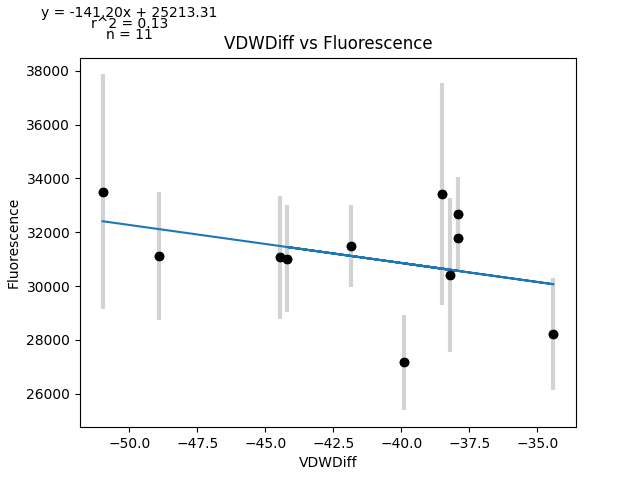 y = -141.20x + 25213.31
r^2 = 0.13
n = 11
VDWDiff vs Fluorescence
38000
36000
34000
32000
30000
28000
26000
Fluorescence
−50.0 −47.5 −45.0 −42.5 −40.0 −37.5 −35.0
VDWDiff